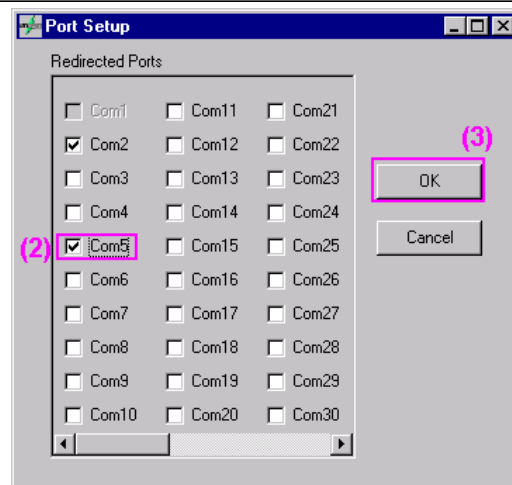 Port Setup
Redirected Ports
Com1 Com11 Com21
(3)
Com2 Com12 Com22
Com3 Com13 Com23
OK
Com4 Com14 Com24
(2) Com5 Com15 Com25
Cancel
Com6 Com16 Com26
Com7 Com17 Com27
Com8 Com18 Com28
Com9 Com19 Com29
Com10 Com20 Com30